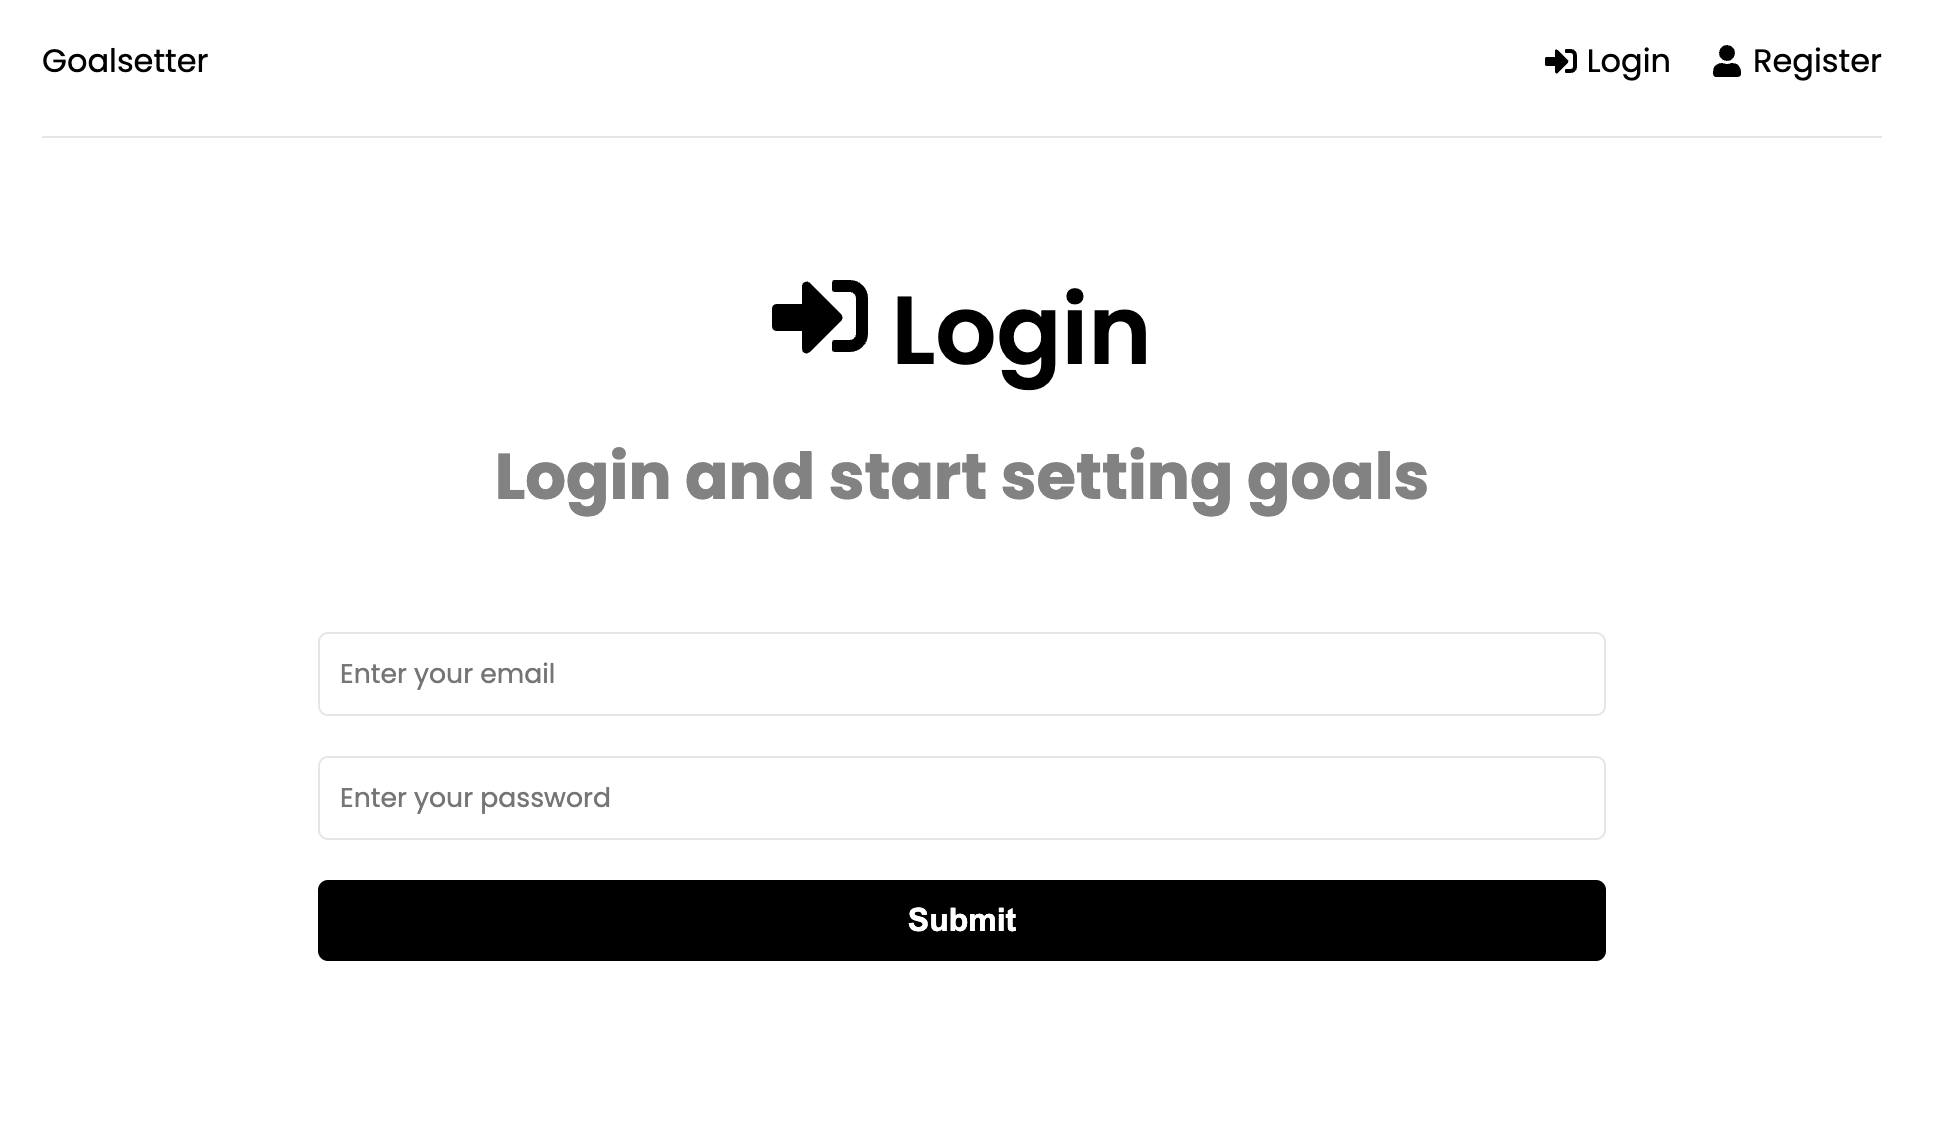 Goalsetter
Login
Register
Login
Login and start setting goals
Enter your email
Enter your password
Submit